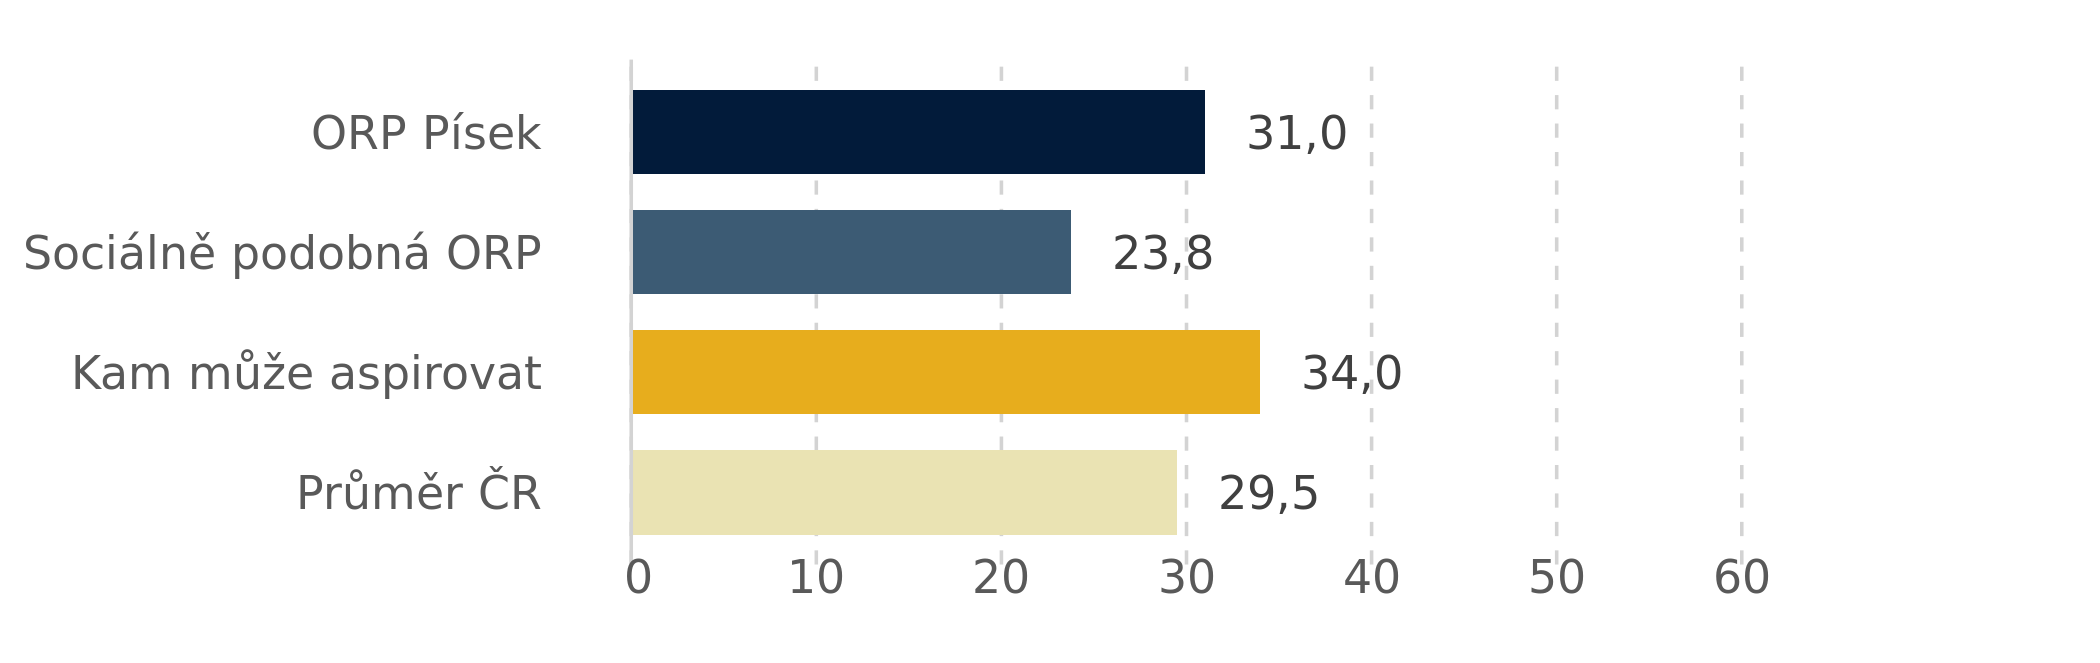 ORP Písek 31,0
Sociálně podobná ORP 23,8
Kam může aspirovat 34,0
Průměr ČR 29,5
0 10 20 30 40 50 60